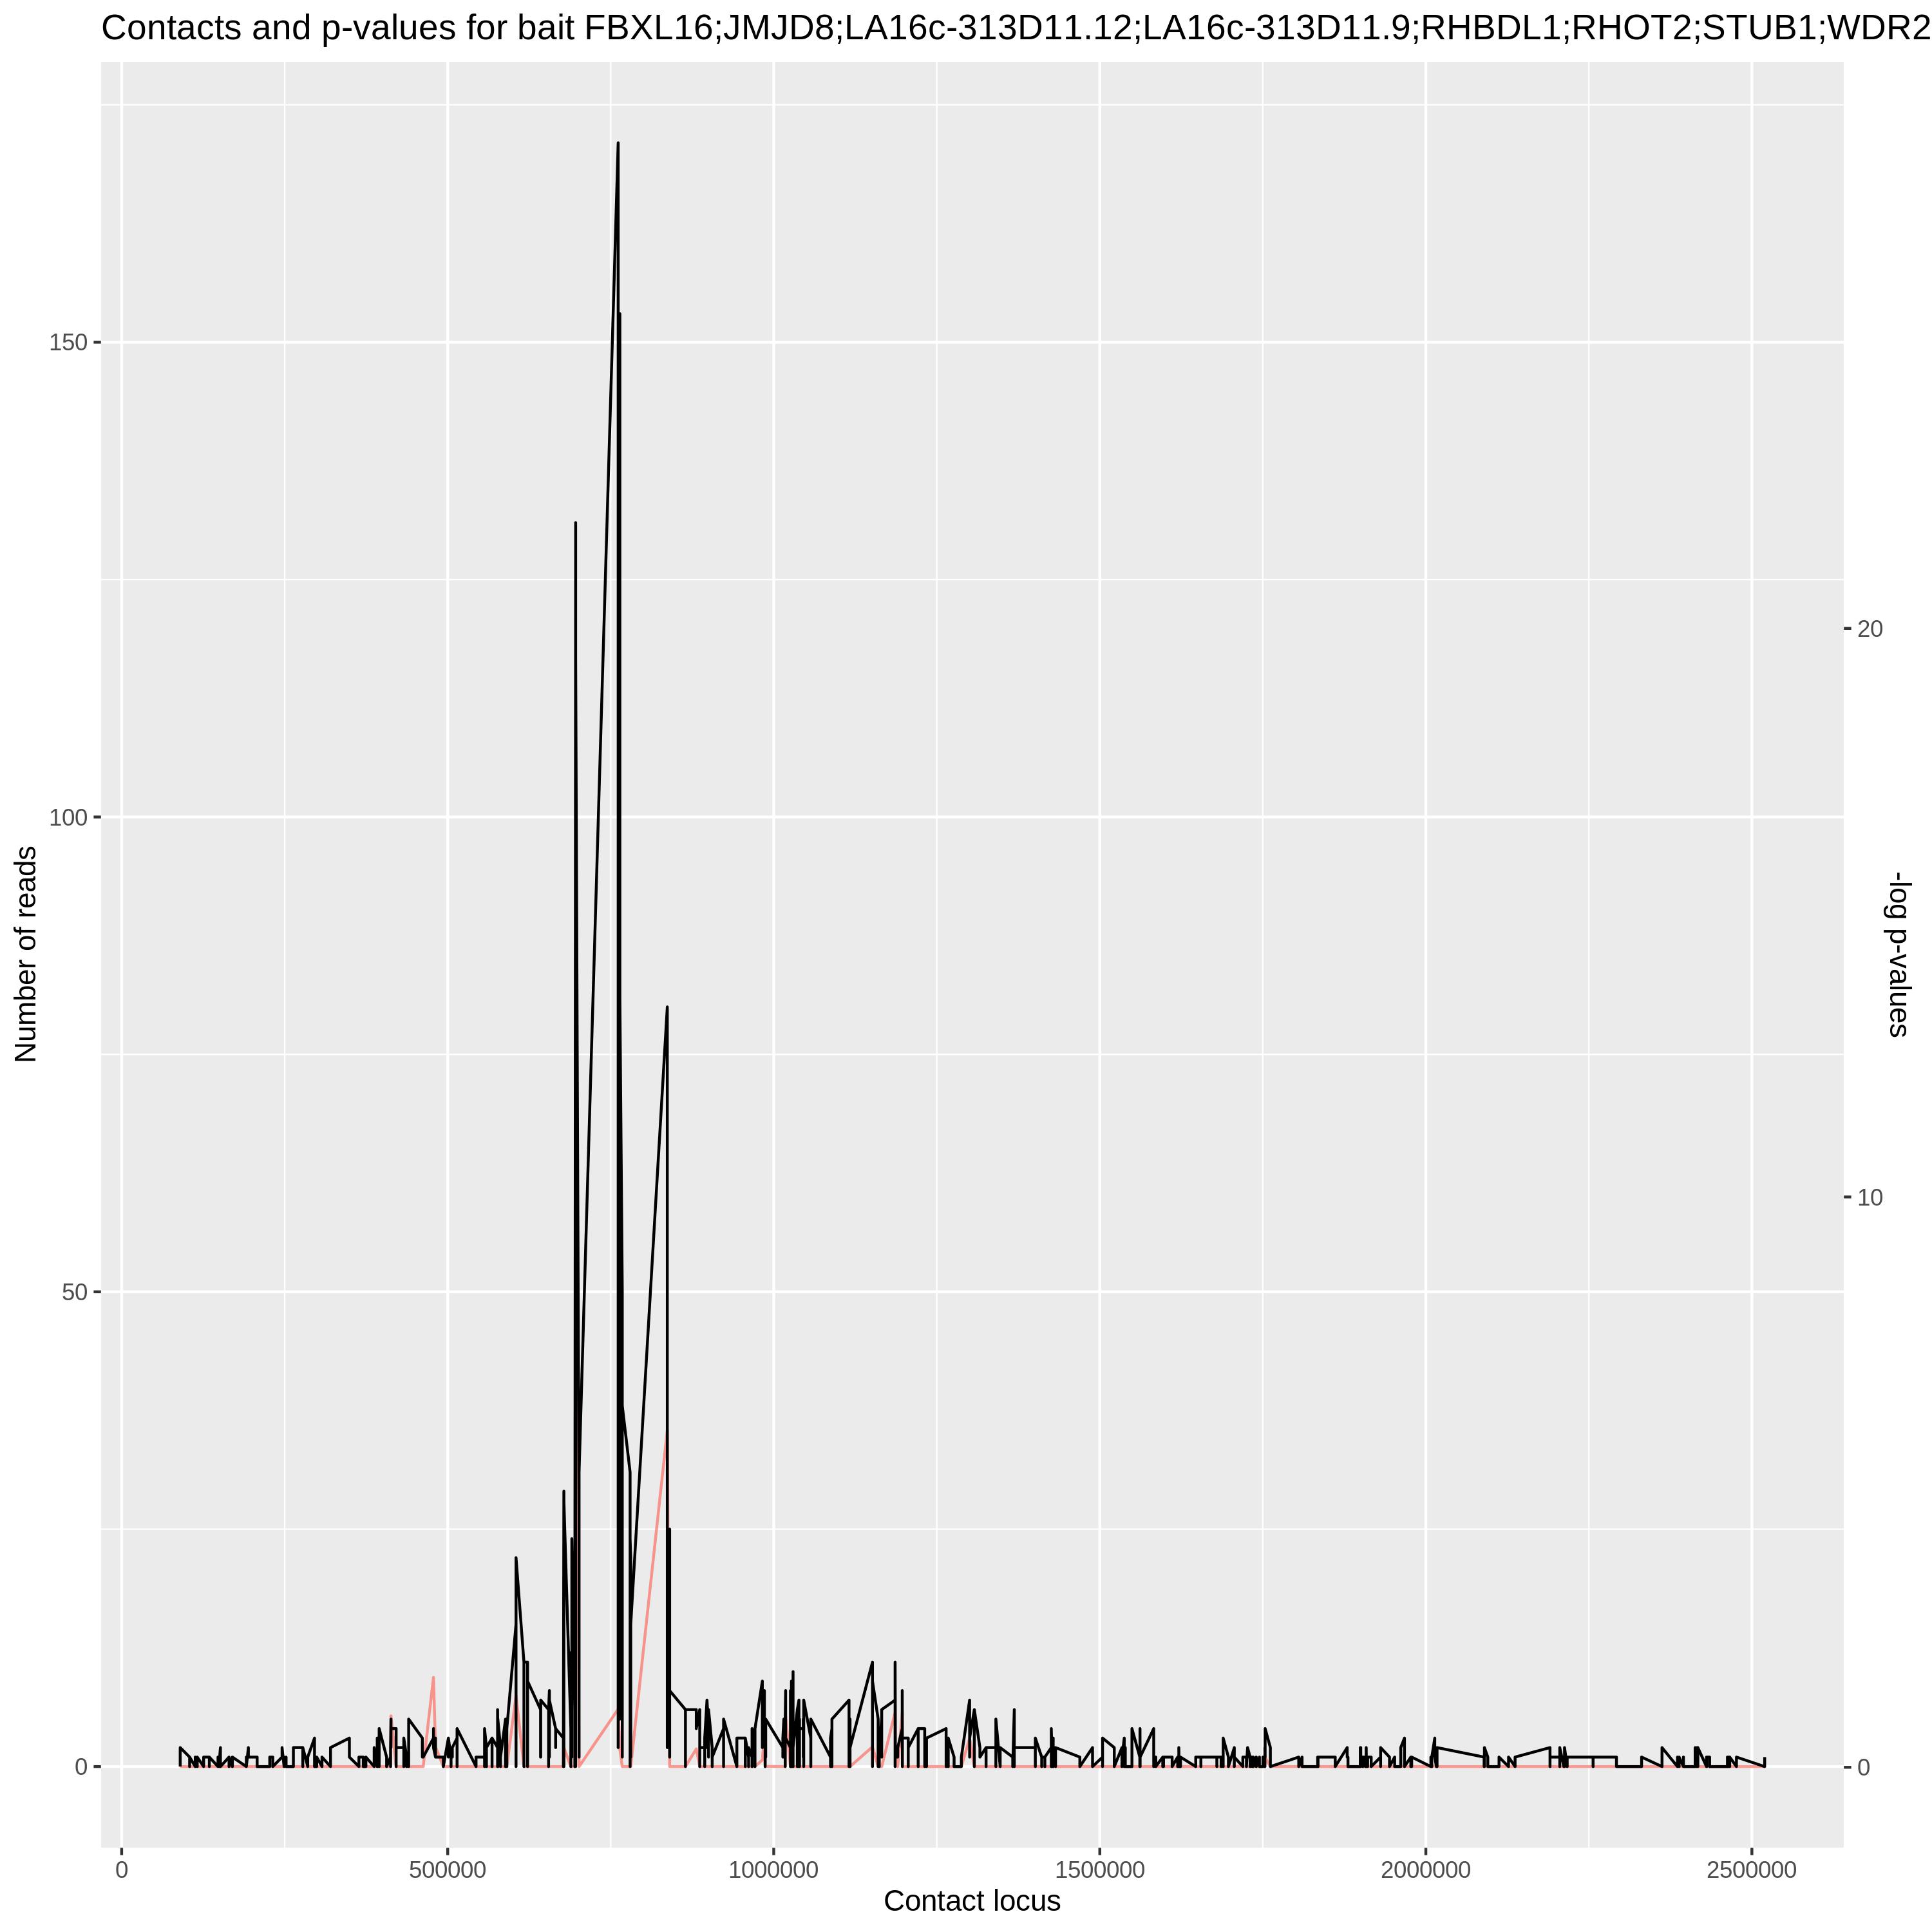 Contacts and p-values for bait FBXL16;JMJD8;LA16c-313D11.12;LA16c-313D11.9;RHBDL1;RHOT2;STUB1;WDR2
150
100
50
0
20
10
0
Number of reads
-log p-values
0 500000 1000000 1500000 2000000 2500000
Contact locus